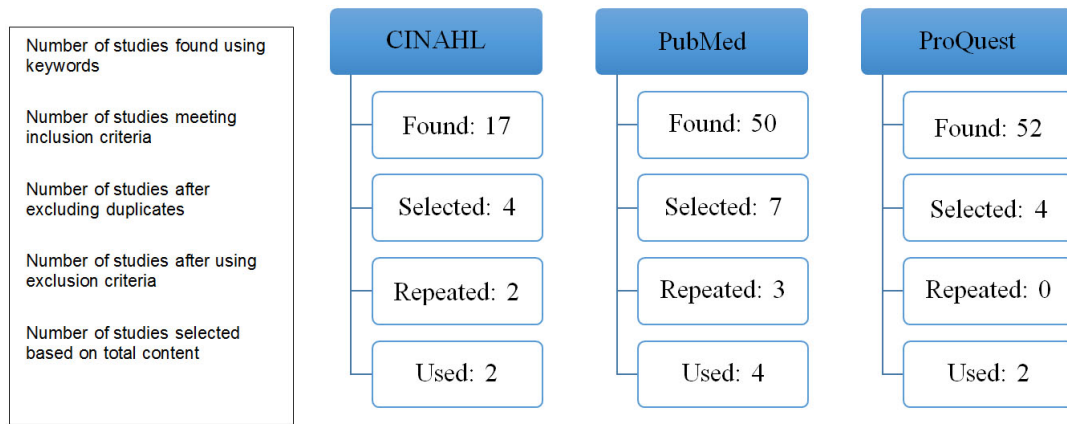 Number of studies found using
keywords
Number of studies meeting
inclusion criteria
Number of studies after
excluding duplicates
Number of studies after using
exclusion criteria
Number of studies selected
based on total content
CINAHL
Found: 17
Selected: 4
Repeated: 2
Used: 2
PubMed
Found: 50
Selected: 7
Repeated: 3
Used: 4
ProQuest
Found: 52
Selected: 4
Repeated: 0
Used: 2